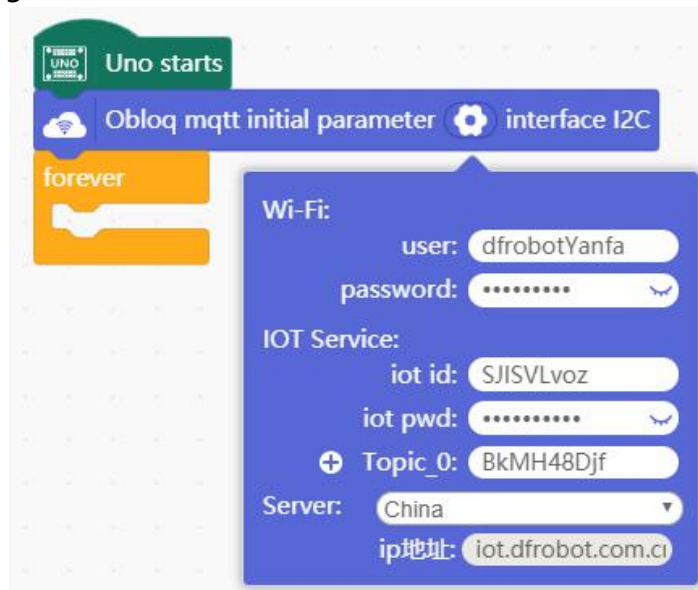 UNO
Uno starts
Obloq mqtt initial parameter interface I2C
forever
Wi-Fi:
user: dfrobotYanfa
password: •••••••••
IOT Service:
iot id: SJISVLvoz
iot pwd: ••••••••••
Topic_0: BkMH48Djf
Server: China
ip地址: iot.dfrobot.com.cn